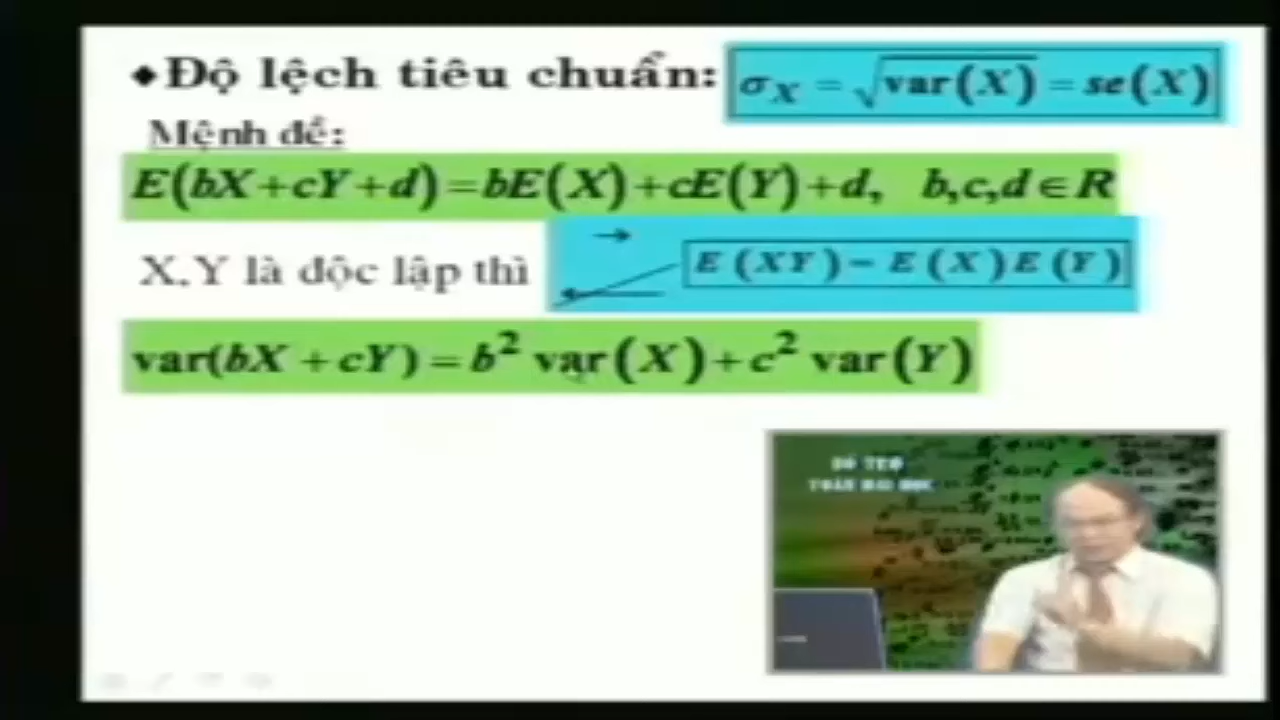 ◆Độ lệch tiêu chuẩn: σ_X = √var(X) = se(X)
Mệnh đề:
E(bX+cY+d)=bE(X)+cE(Y)+d, b,c,d∈R
X,Y là độc lập thì → E(XY)= E(X)E(Y)
var(bX + cY) = b² var(X)+c² var(Y)